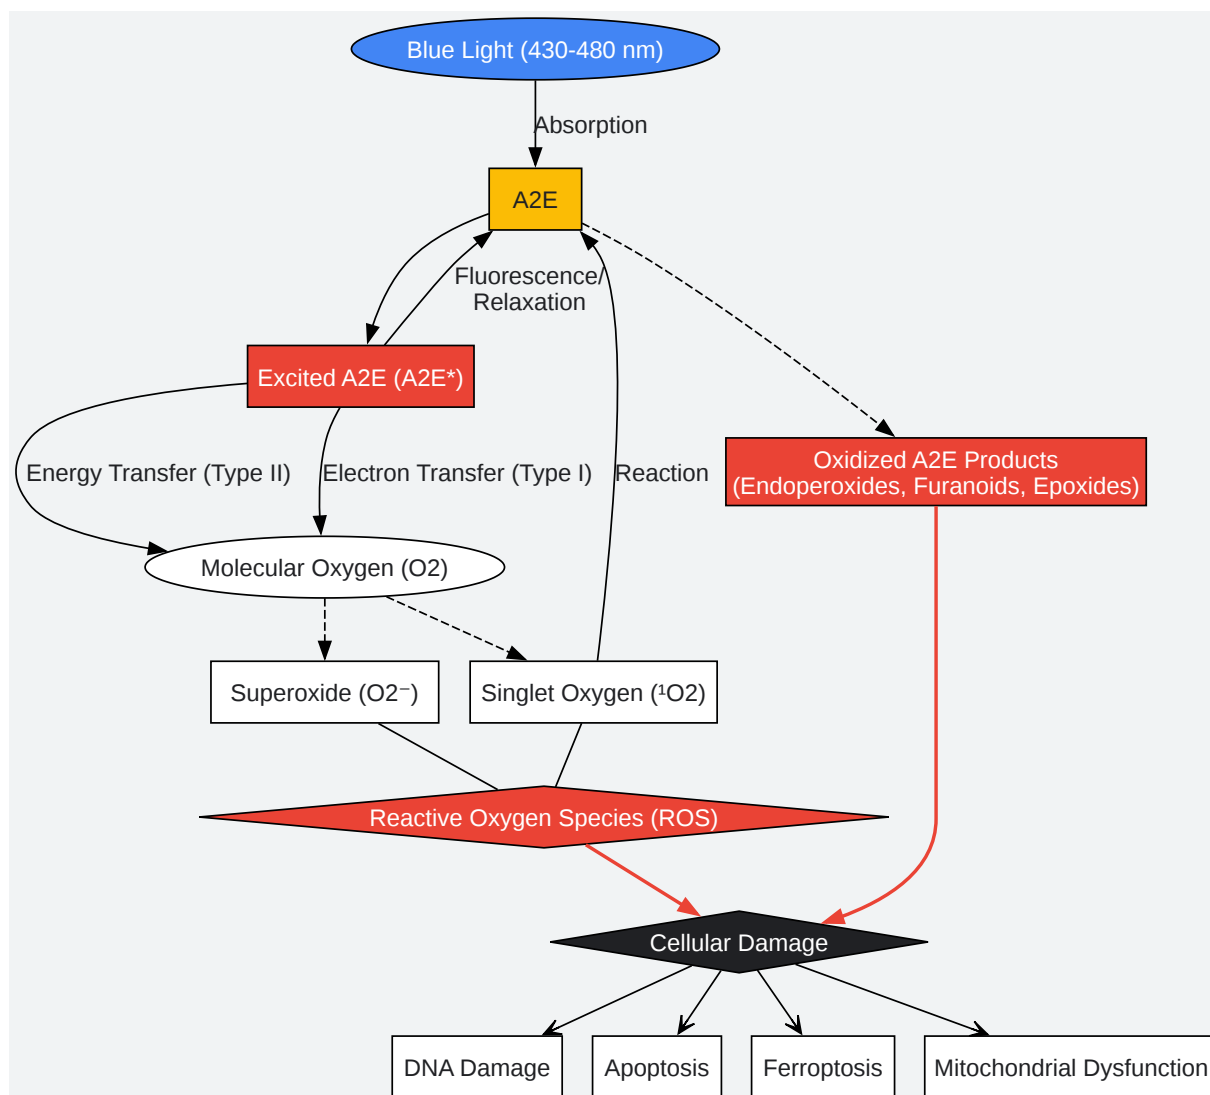 Blue Light (430-480 nm)
Absorption
A2E
Fluorescence/
Relaxation
Excited A2E (A2E*)
Energy Transfer (Type II)
Electron Transfer (Type I)
Reaction
Oxidized A2E Products
(Endoperoxides, Furanoids, Epoxides)
Molecular Oxygen (O2)
Superoxide (O2⁻)
Singlet Oxygen (¹O2)
Reactive Oxygen Species (ROS)
Cellular Damage
DNA Damage
Apoptosis
Ferroptosis
Mitochondrial Dysfunction